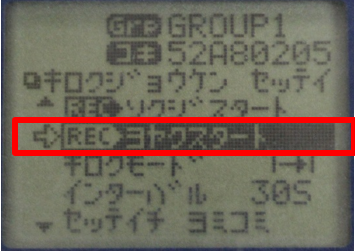 Grp GROUP1
コキ 52A80205
キロクジョウケン セッテイ
REC ソクジスタート
REC ヨヤクスタート
キロクモード 1→1
インターバル 30S
セッテイチ ヨミコミ